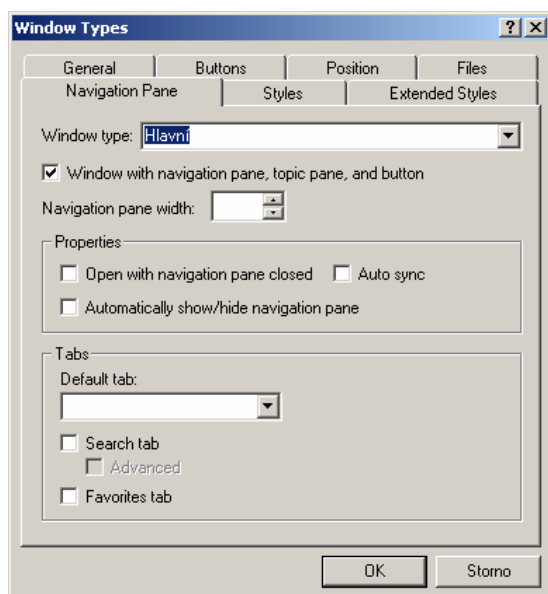 Window Types
General Buttons Position Files
Navigation Pane Styles Extended Styles
Window type: Hlavní
Window with navigation pane, topic pane, and button
Navigation pane width:
Properties
Open with navigation pane closed Auto sync
Automatically show/hide navigation pane
Tabs
Default tab:
Search tab
Advanced
Favorites tab
OK Storno